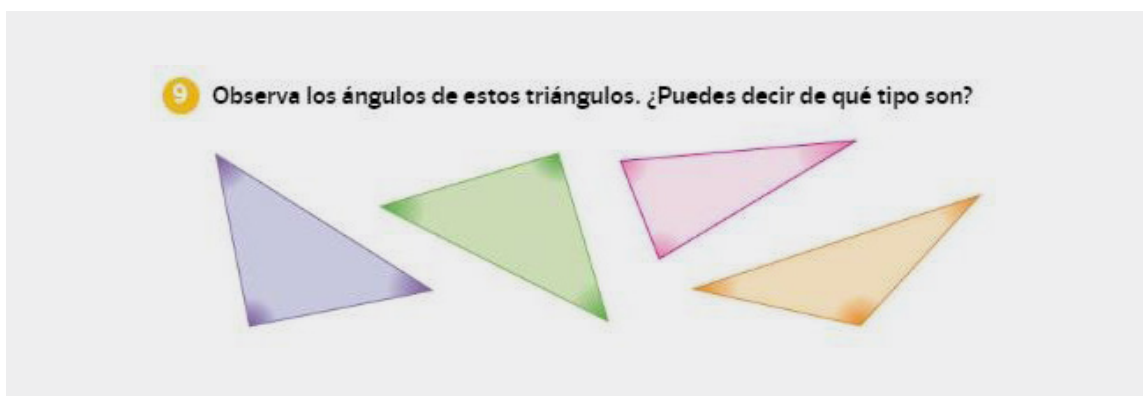 9 Observa los ángulos de estos triángulos. ¿Puedes decir de qué tipo son?